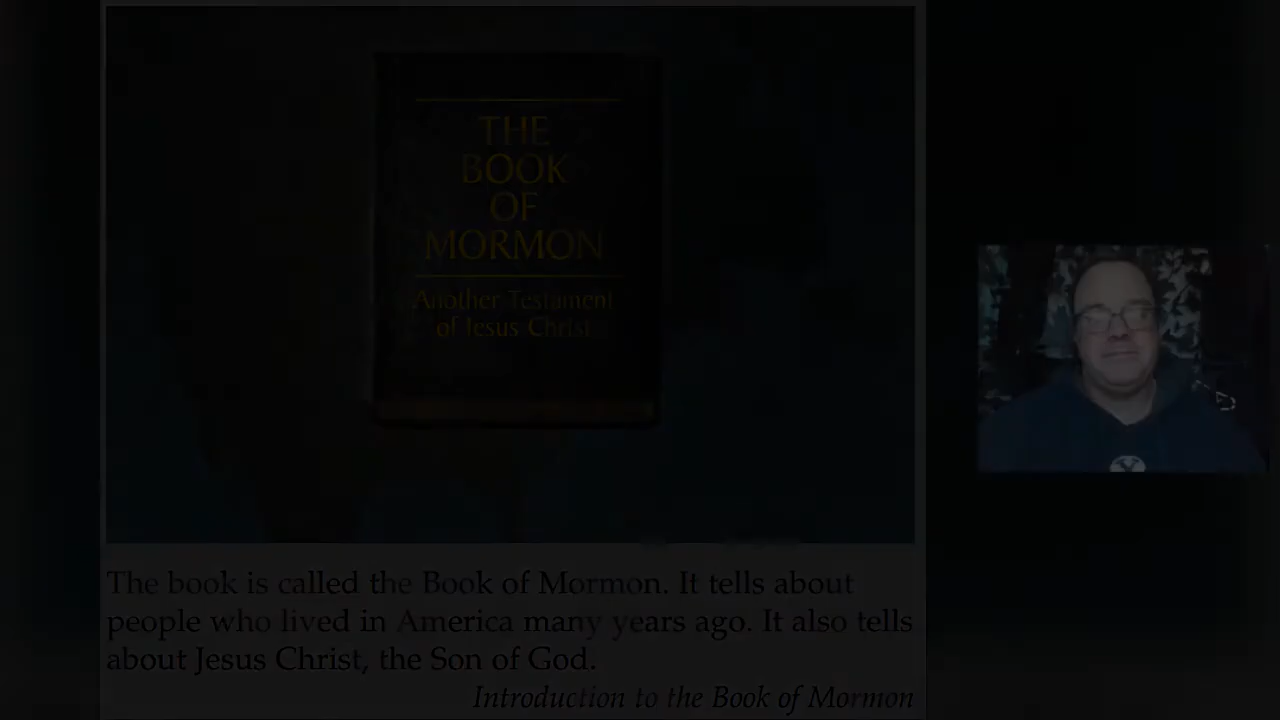 THE
BOOK
OF
MORMON
Another Testament
of Jesus Christ
The book is called the Book of Mormon. It tells about
people who lived in America many years ago. It also tells
about Jesus Christ, the Son of God.
Introduction to the Book of Mormon
Y